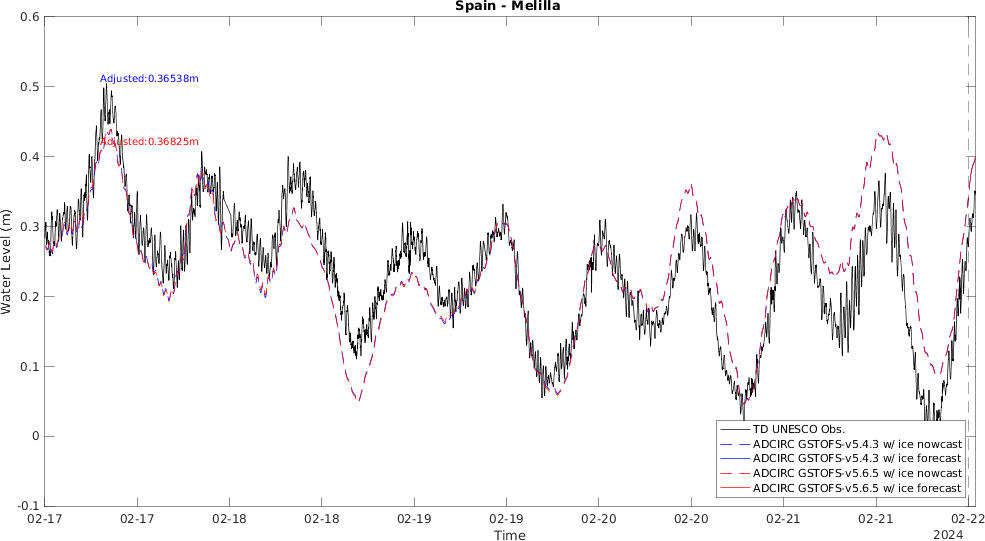 Spain - Melilla
0.6
0.5
0.4
0.3
0.2
0.1
0
-0.1
Water Level (m)
Adjusted:0.36538m
Adjusted:0.36825m
TD UNESCO Obs.
ADCIRC GSTOFS-v5.4.3 w/ ice nowcast
ADCIRC GSTOFS-v5.4.3 w/ ice forecast
ADCIRC GSTOFS-v5.6.5 w/ ice nowcast
ADCIRC GSTOFS-v5.6.5 w/ ice forecast
02-17 02-17 02-18 02-18 02-19 02-19 02-20 02-20 02-21 02-21 02-22
Time 2024